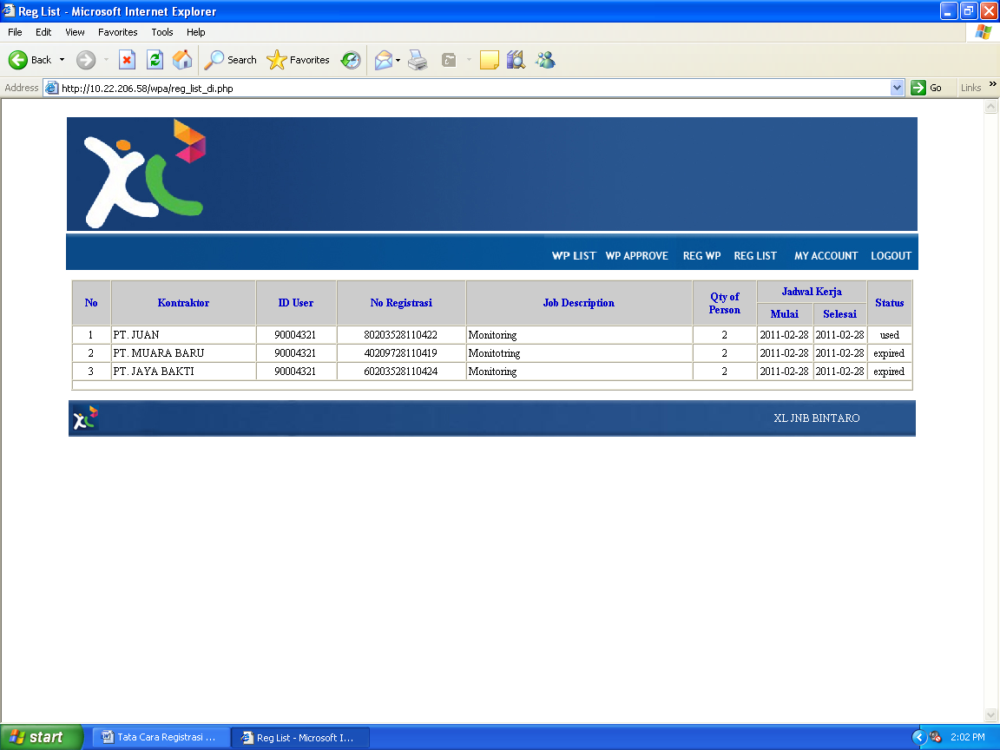 Reg List - Microsoft Internet Explorer
File Edit View Favorites Tools Help
Back Search Favorites
Address http://10.22.206.58/wpa/reg_list_di.php Go Links »
XL
WP LIST WP APPROVE REG WP REG LIST MY ACCOUNT LOGOUT
No Kontraktor ID User No Registrasi Job Description Qty of Person Jadwal Kerja Status
Mulai Selesai
1 PT. JUAN 90004321 80203528110422 Monitoring 2 2011-02-28 2011-02-28 used
2 PT. MUARA BARU 90004321 40209728110419 Monitotring 2 2011-02-28 2011-02-28 expired
3 PT. JAYA BAKTI 90004321 60203528110424 Monitoring 2 2011-02-28 2011-02-28 expired
XL XL JNB BINTARO
start Tata Cara Registrasi ... Reg List - Microsoft I... 2:02 PM